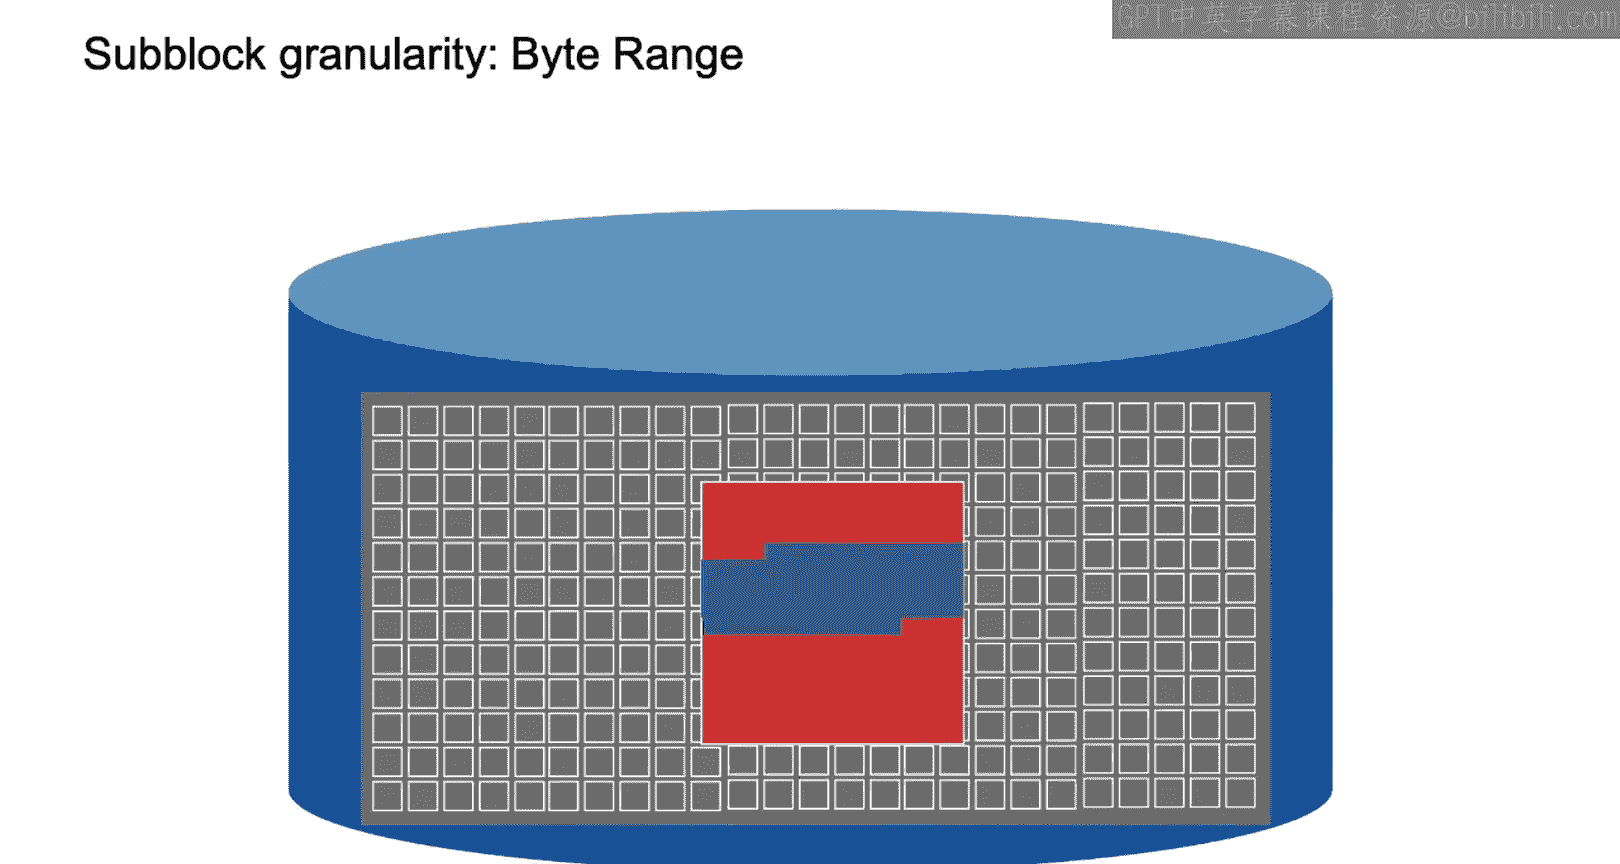 GPT中英字幕课程资源@bilibili.com
Subblock granularity: Byte Range